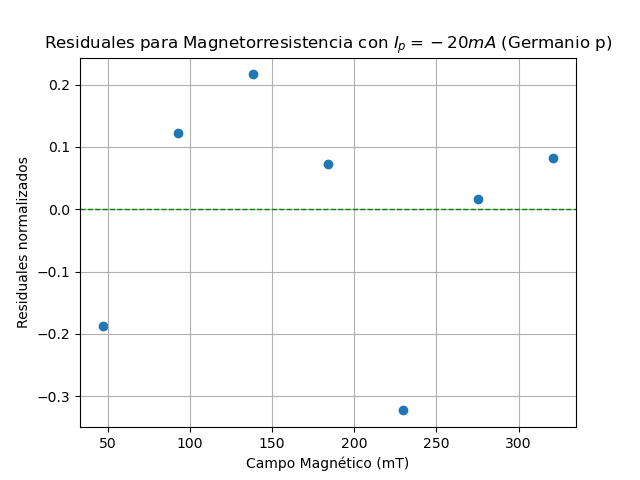 Residuales para Magnetorresistencia con $I_p = -20mA$ (Germanio p)
Residuales normalizados
0.2
0.1
0.0
−0.1
−0.2
−0.3
50 100 150 200 250 300
Campo Magnético (mT)